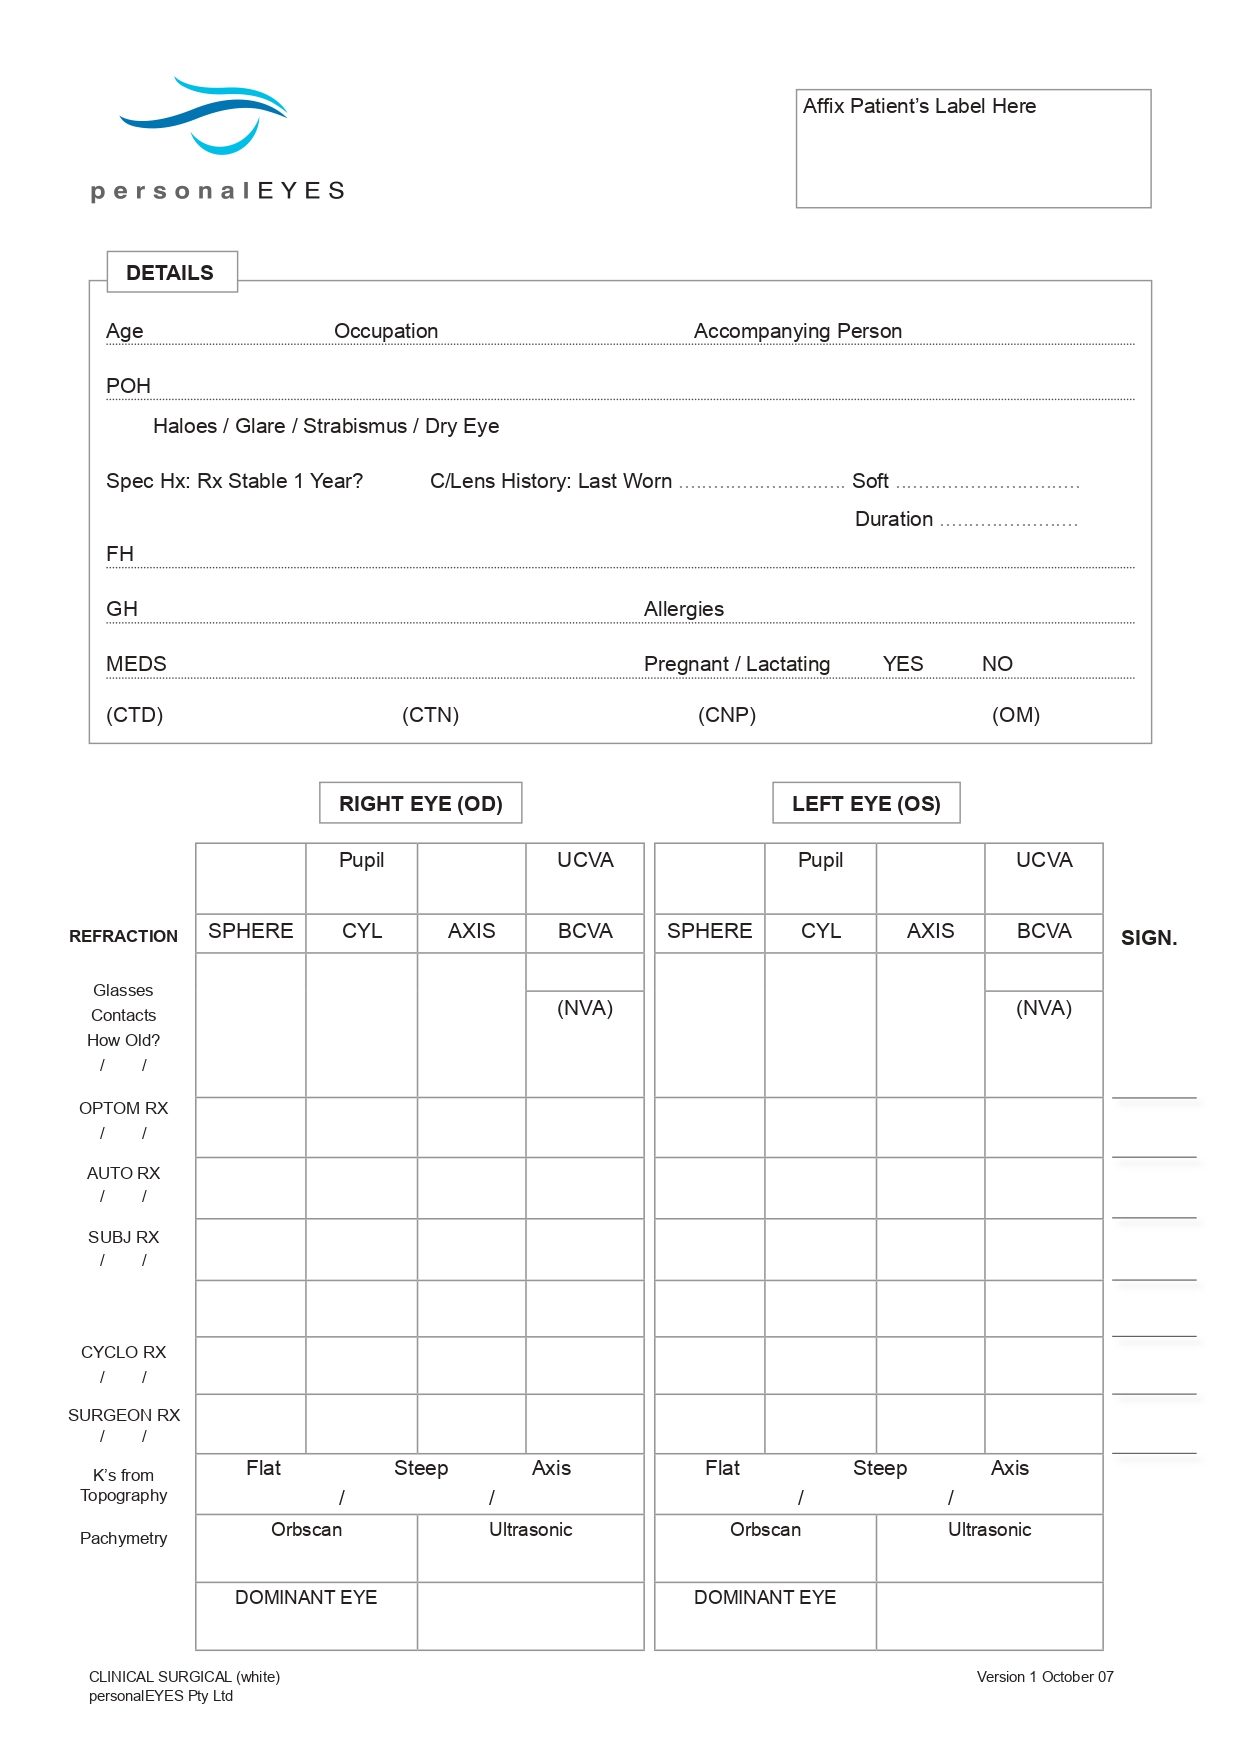 personalEYES
Affix Patient’s Label Here
DETAILS
Age Occupation Accompanying Person
POH
Haloes / Glare / Strabismus / Dry Eye
Spec Hx: Rx Stable 1 Year? C/Lens History: Last Worn ............................ Soft ...............................
Duration .......................
FH
GH Allergies
MEDS Pregnant / Lactating YES NO
(CTD) (CTN) (CNP) (OM)
RIGHT EYE (OD) LEFT EYE (OS)
Pupil UCVA Pupil UCVA
REFRACTION SPHERE CYL AXIS BCVA SPHERE CYL AXIS BCVA SIGN.
Glasses
Contacts (NVA) (NVA)
How Old?
/ /
OPTOM RX
/ /
AUTO RX
/ /
SUBJ RX
/ /
CYCLO RX
/ /
SURGEON RX
/ /
K’s from Flat Steep Axis Flat Steep Axis
Topography / / / /
Pachymetry Orbscan Ultrasonic Orbscan Ultrasonic
DOMINANT EYE DOMINANT EYE
CLINICAL SURGICAL (white) Version 1 October 07
personalEYES Pty Ltd